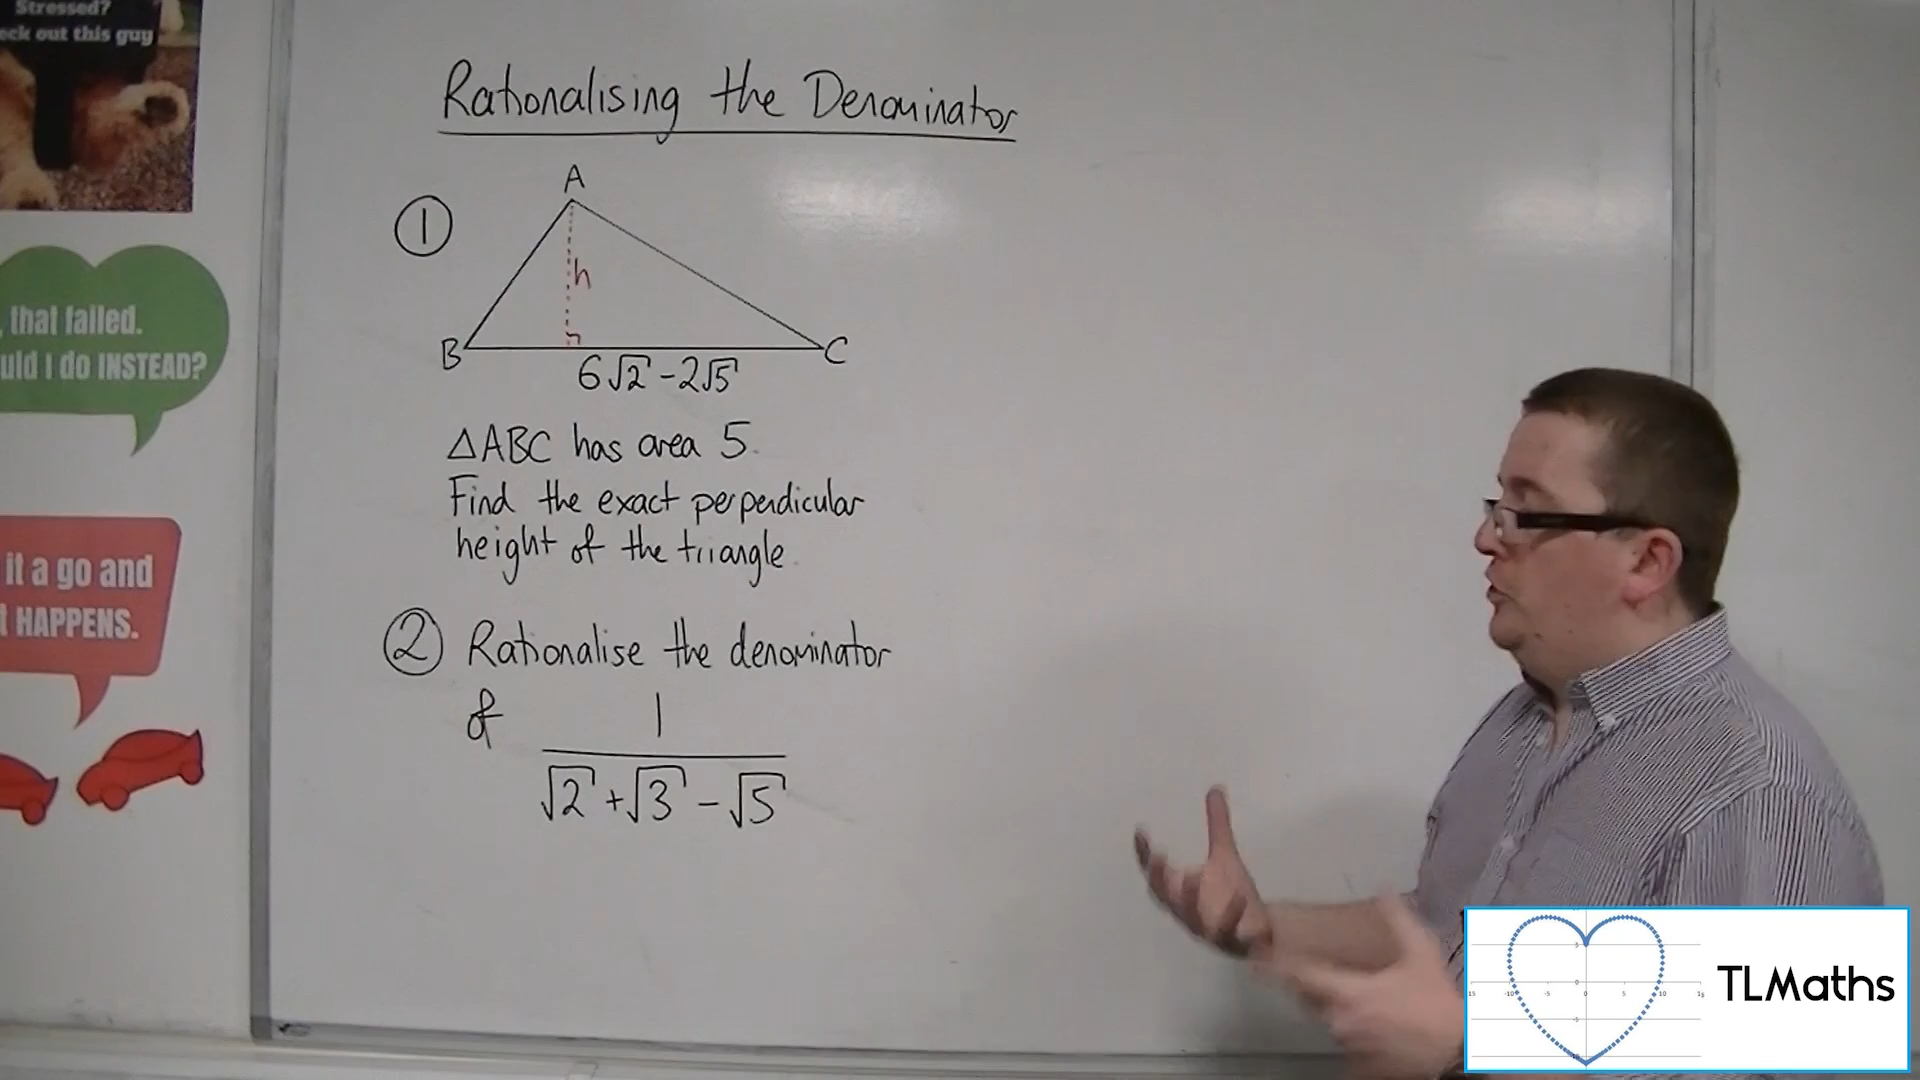 Stressed?
eck out this guy
Rationalising the Denominator
①
A
h
B
C
6√2 - 2√5
△ABC has area 5.
Find the exact perpendicular
height of the triangle.
② Rationalise the denominator
of 1
√2 + √3 - √5
, that failed.
uld I do INSTEAD?
it a go and
t HAPPENS.
TLMaths